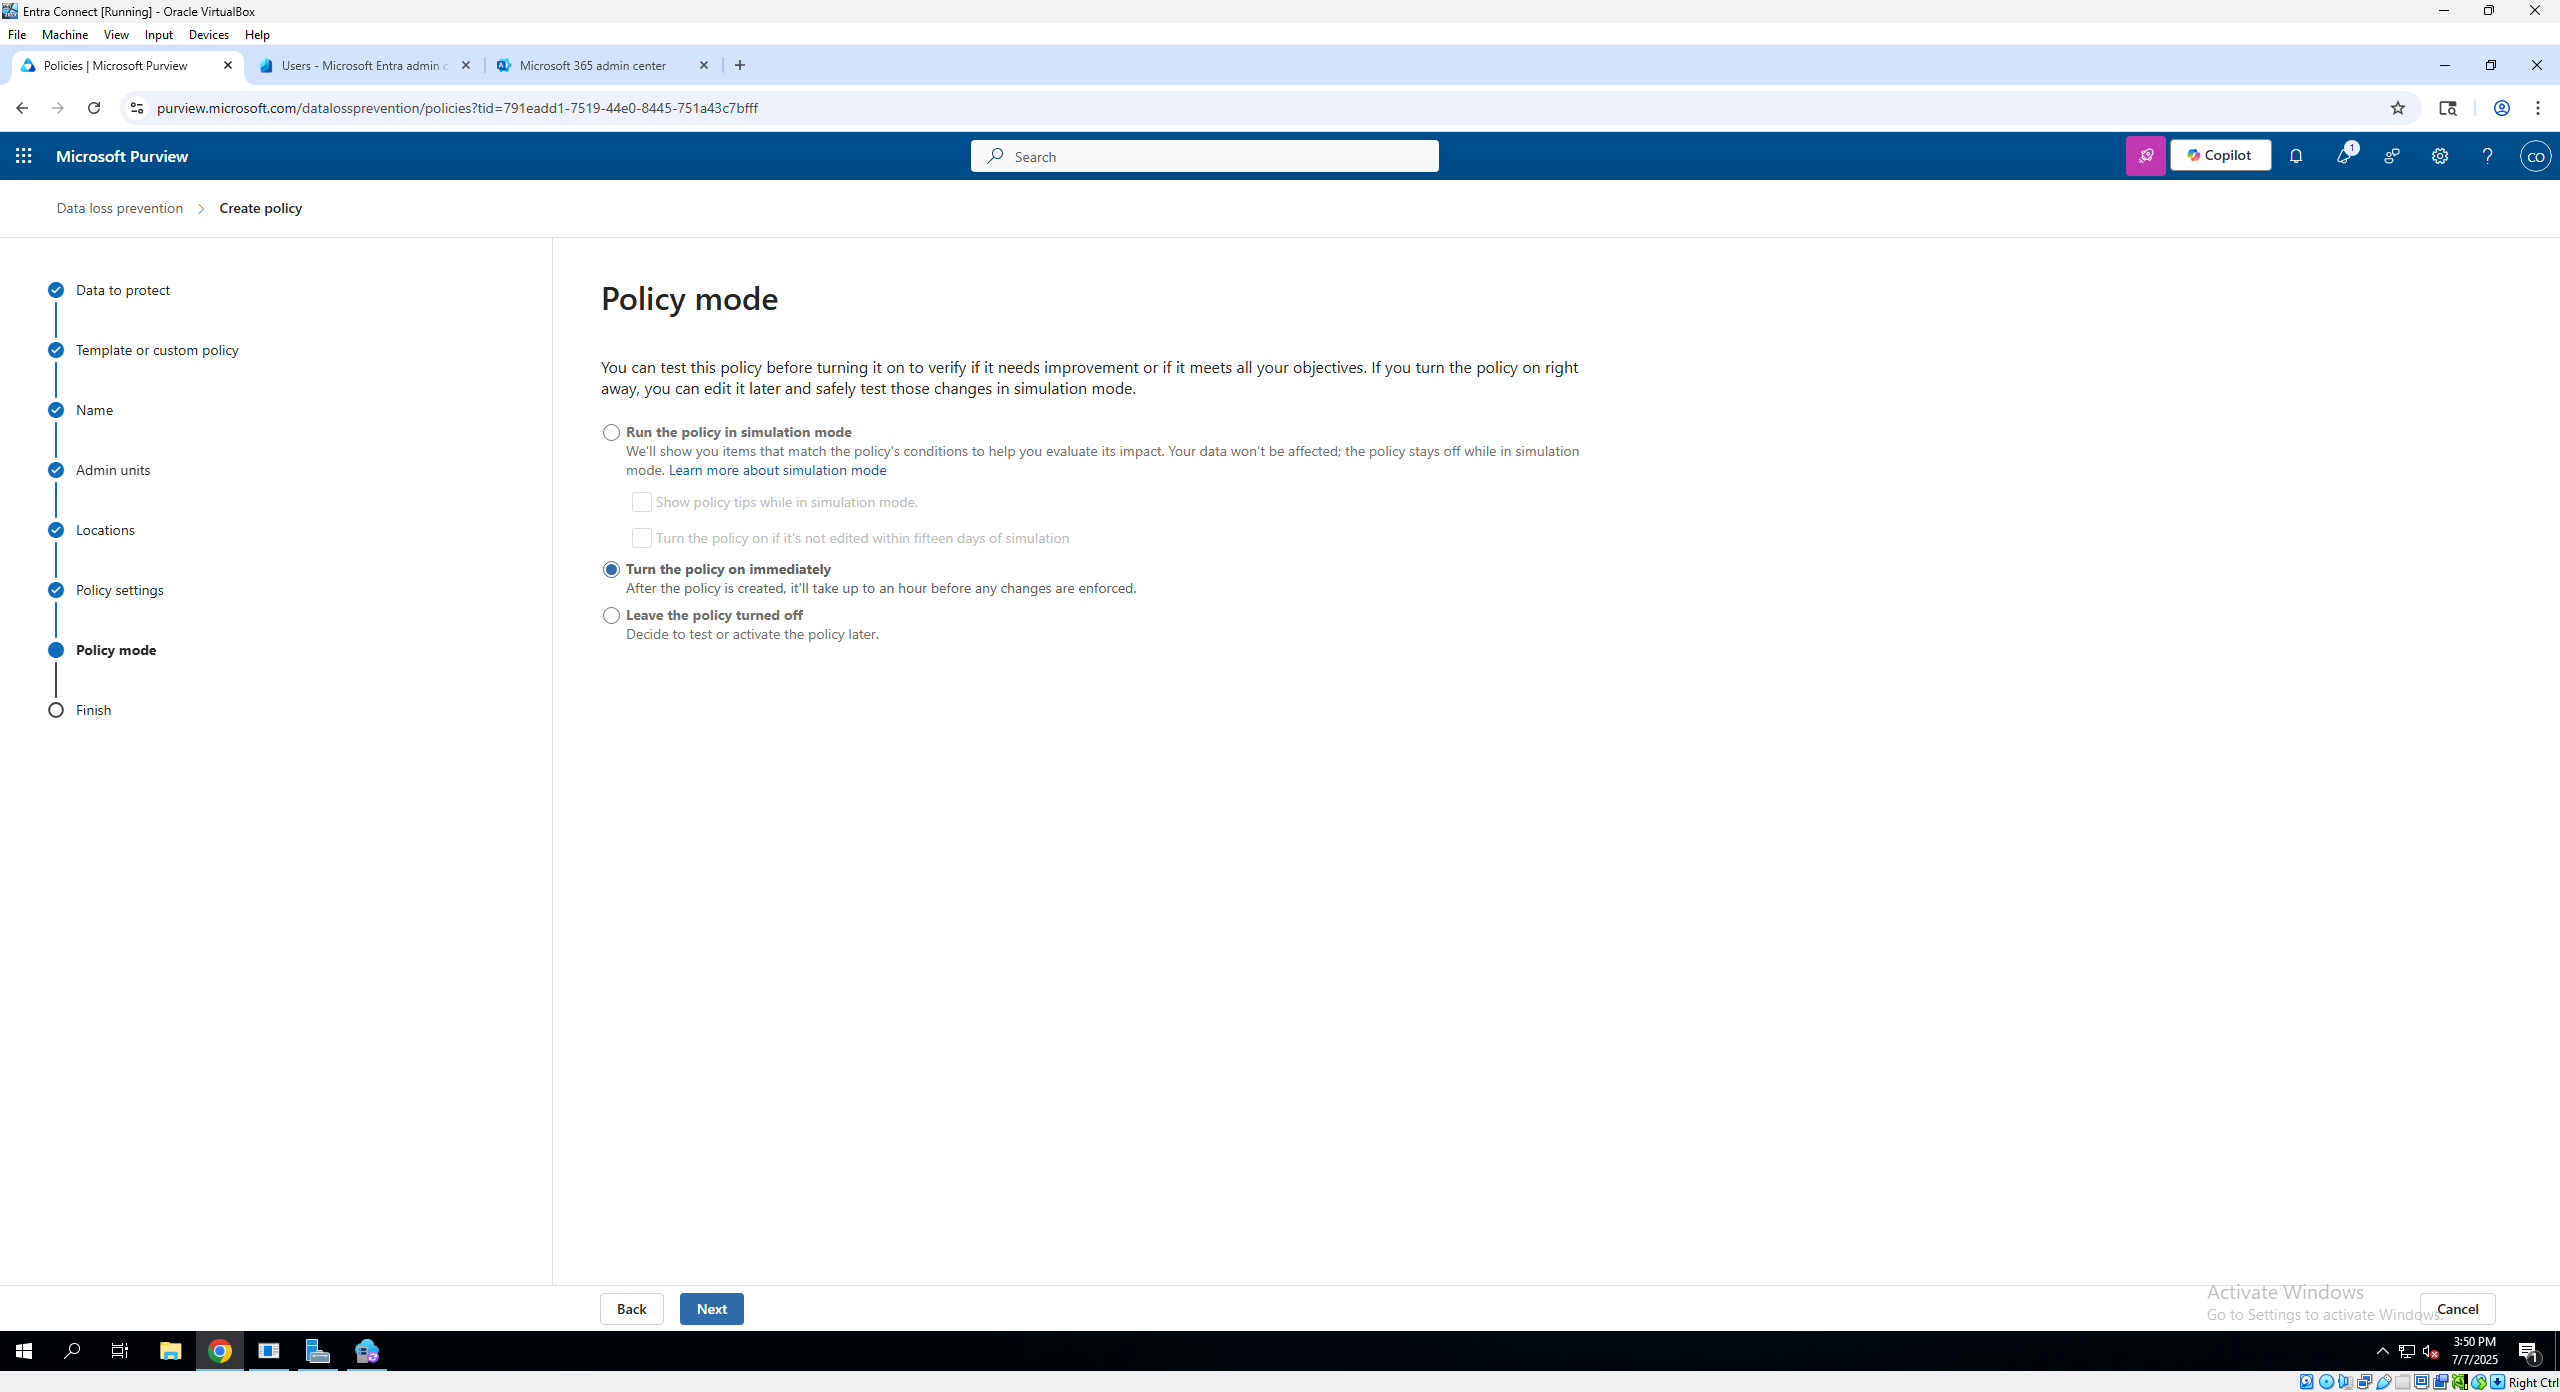 Entra Connect [Running] - Oracle VirtualBox
File Machine View Input Devices Help
Policies | Microsoft Purview
Users - Microsoft Entra admin c
Microsoft 365 admin center
purview.microsoft.com/datalossprevention/policies?tid=791eadd1-7519-44e0-8445-751a43c7bfff
Microsoft Purview
Search
Copilot
1
CO
Data loss prevention > Create policy
Data to protect
Template or custom policy
Name
Admin units
Locations
Policy settings
Policy mode
Finish
Policy mode
You can test this policy before turning it on to verify if it needs improvement or if it meets all your objectives. If you turn the policy on right
away, you can edit it later and safely test those changes in simulation mode.
Run the policy in simulation mode
We'll show you items that match the policy's conditions to help you evaluate its impact. Your data won't be affected; the policy stays off while in simulation
mode. Learn more about simulation mode
Show policy tips while in simulation mode.
Turn the policy on if it's not edited within fifteen days of simulation
Turn the policy on immediately
After the policy is created, it'll take up to an hour before any changes are enforced.
Leave the policy turned off
Decide to test or activate the policy later.
Back
Next
Activate Windows
Go to Settings to activate Windows.
Cancel
3:50 PM
7/7/2025
1
Right Ctrl